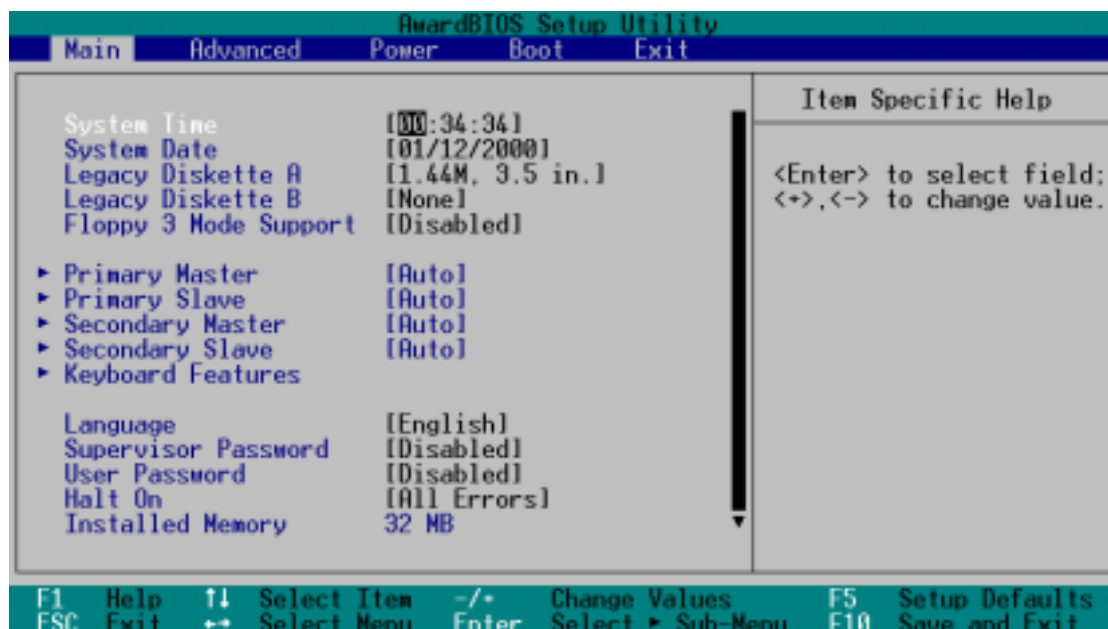 AwardBIOS Setup Utility
Main Advanced Power Boot Exit
Item Specific Help
<Enter> to select field;
<+>,<-> to change value.
System Time [00:34:34]
System Date [01/12/2000]
Legacy Diskette A [1.44M, 3.5 in.]
Legacy Diskette B [None]
Floppy 3 Mode Support [Disabled]
▶ Primary Master [Auto]
▶ Primary Slave [Auto]
▶ Secondary Master [Auto]
▶ Secondary Slave [Auto]
▶ Keyboard Features
Language [English]
Supervisor Password [Disabled]
User Password [Disabled]
Halt On [All Errors]
Installed Memory 32 MB
F1 Help ↑↓ Select Item -/+ Change Values F5 Setup Defaults
ESC Exit ←→ Select Menu Enter Select ▶ Sub-Menu F10 Save and Exit